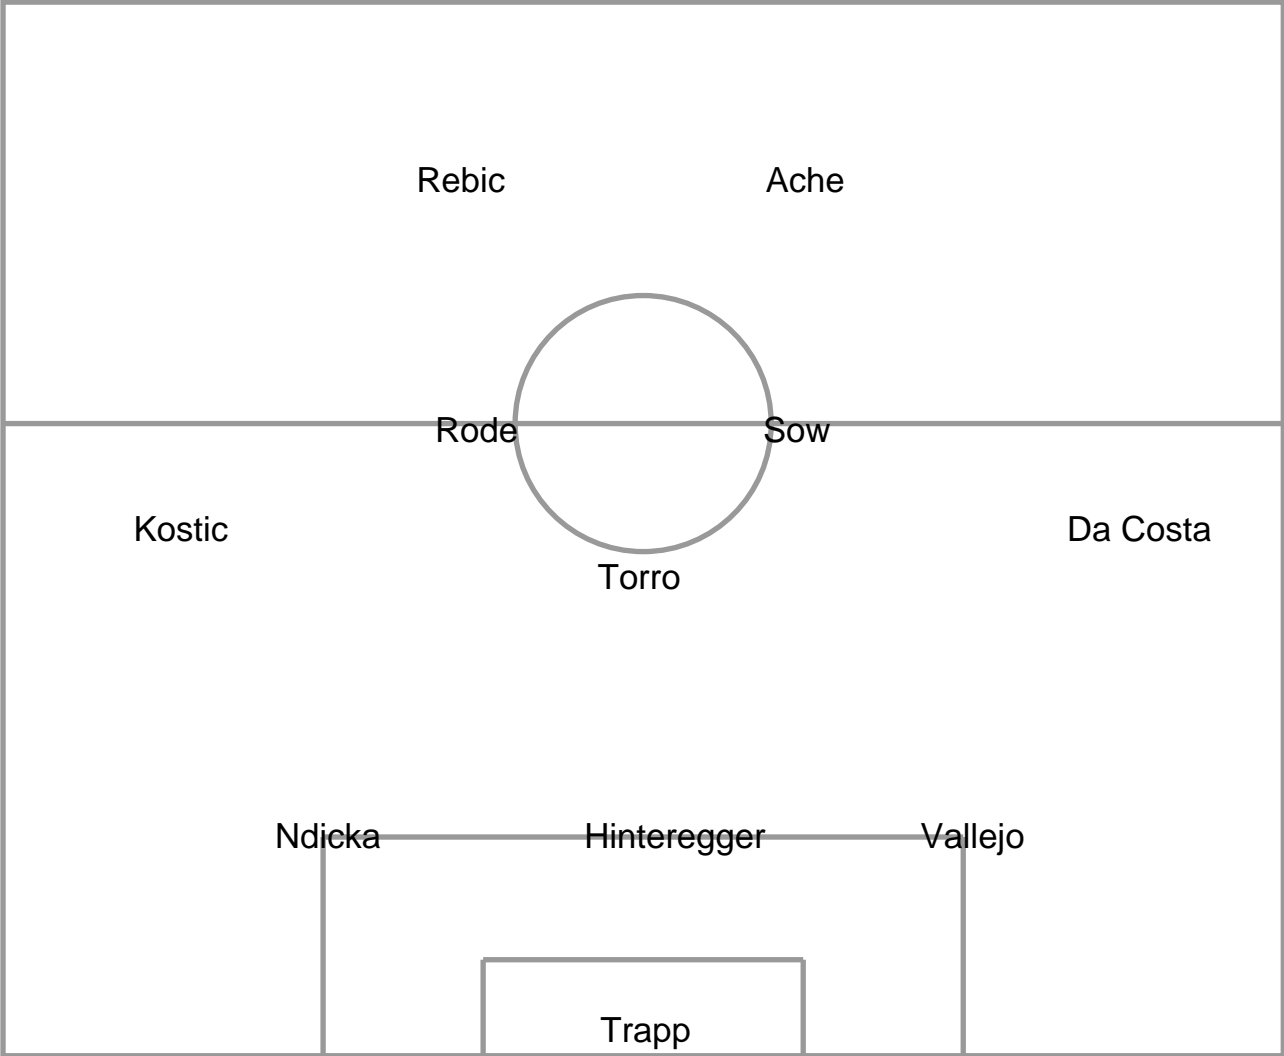 Rebic Ache
Rode Sow
Kostic Da Costa
Torro
Ndicka Hinteregger Vallejo
Trapp